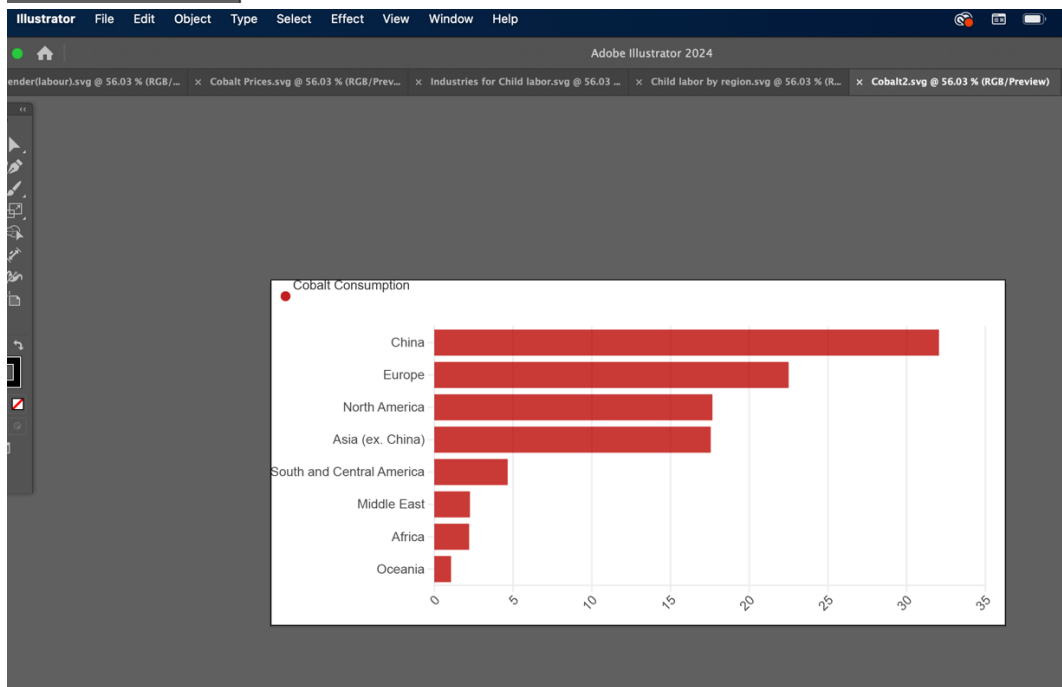 Illustrator File Edit Object Type Select Effect View Window Help
Adobe Illustrator 2024
ender(labour).svg @ 56.03 % (RGB/... × Cobalt Prices.svg @ 56.03 % (RGB/Prev... × Industries for Child labor.svg @ 56.03 ... × Child labor by region.svg @ 56.03 % (R... × Cobalt2.svg @ 56.03 % (RGB/Preview)
Cobalt Consumption
China
Europe
North America
Asia (ex. China)
South and Central America
Middle East
Africa
Oceania
0 5 10 15 20 25 30 35